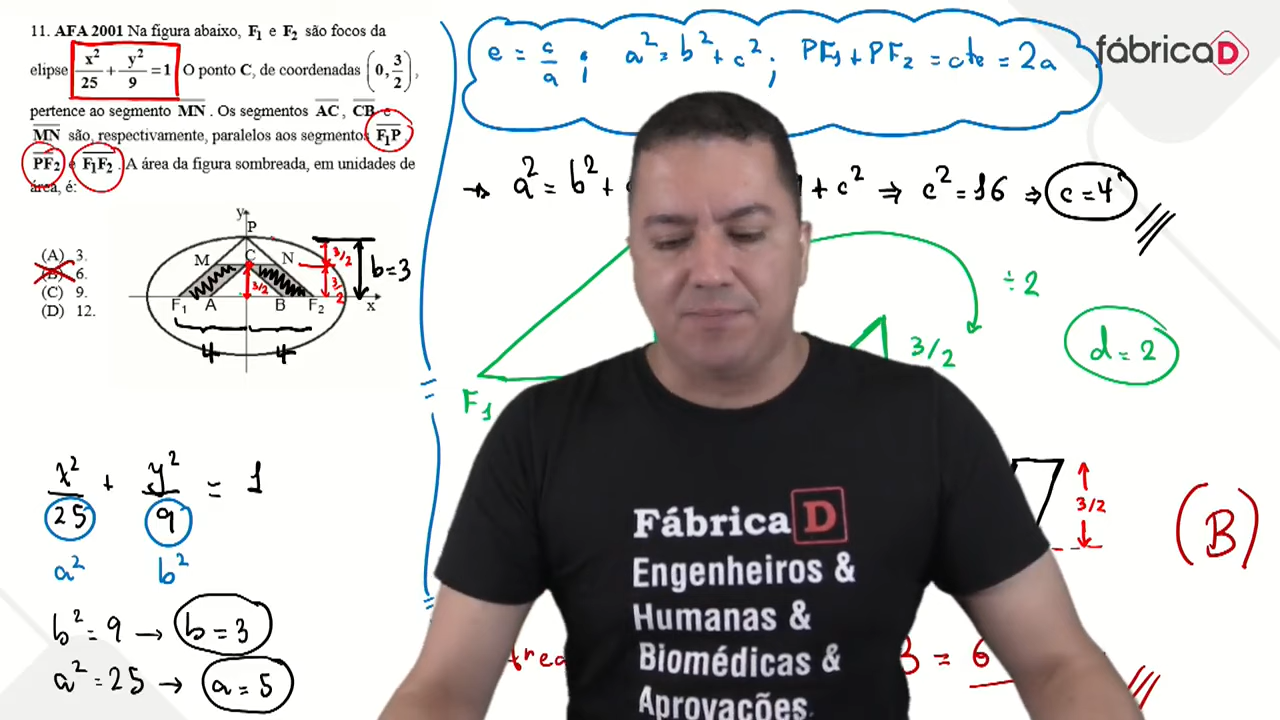 11. AFA 2001 Na figura abaixo, F₁ e F₂ são focos da
elipse x²/25 + y²/9 = 1 O ponto C, de coordenadas (0, 3/2),
pertence ao segmento MN. Os segmentos AC, CB e
MN são, respectivamente, paralelos aos segmentos F₁P
PF₂ e F₁F₂. A área da figura sombreada, em unidades de
área, é:
(A) 3.
(B) 6.
(C) 9.
(D) 12.
y
P
M C N
F₁ A B F₂ x
3/2
3/2
3/2
b=3
4 4
x²/25 + y²/9 = 1
a² b²
b²=9 → b=3
a²=25 → a=5
e = c/a ; a²=b²+c² ; PF₁+PF₂=cte=2a
fábricaD
→ a²=b²+
+c² ⇒ c²=16 ⇒ c=4
F₁
÷2
3/2
d=2
3/2
(B)
= 6
Fábrica D
Engenheiros &
Humanas &
Biomédicas &
Aprovações